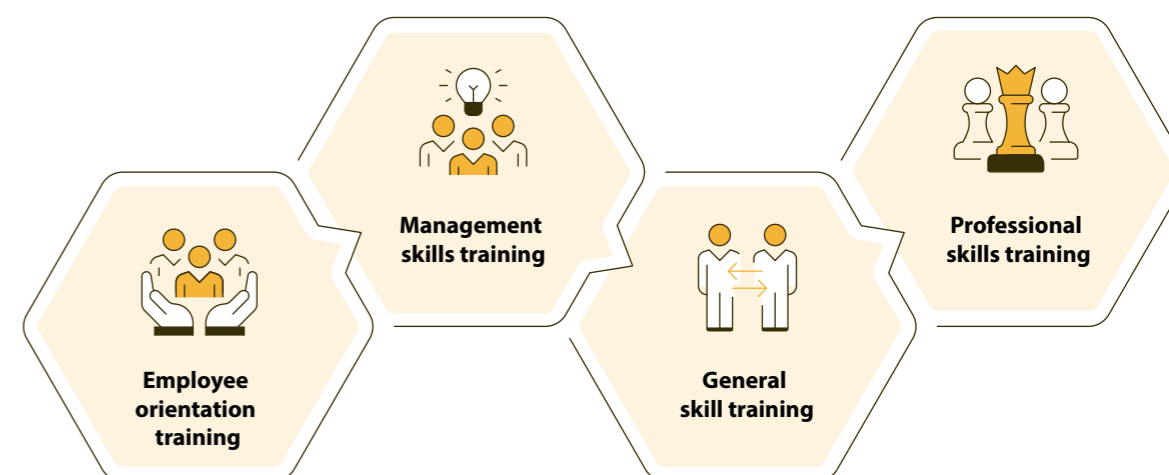 Employee
orientation
training
Management
skills training
General
skill training
Professional
skills training